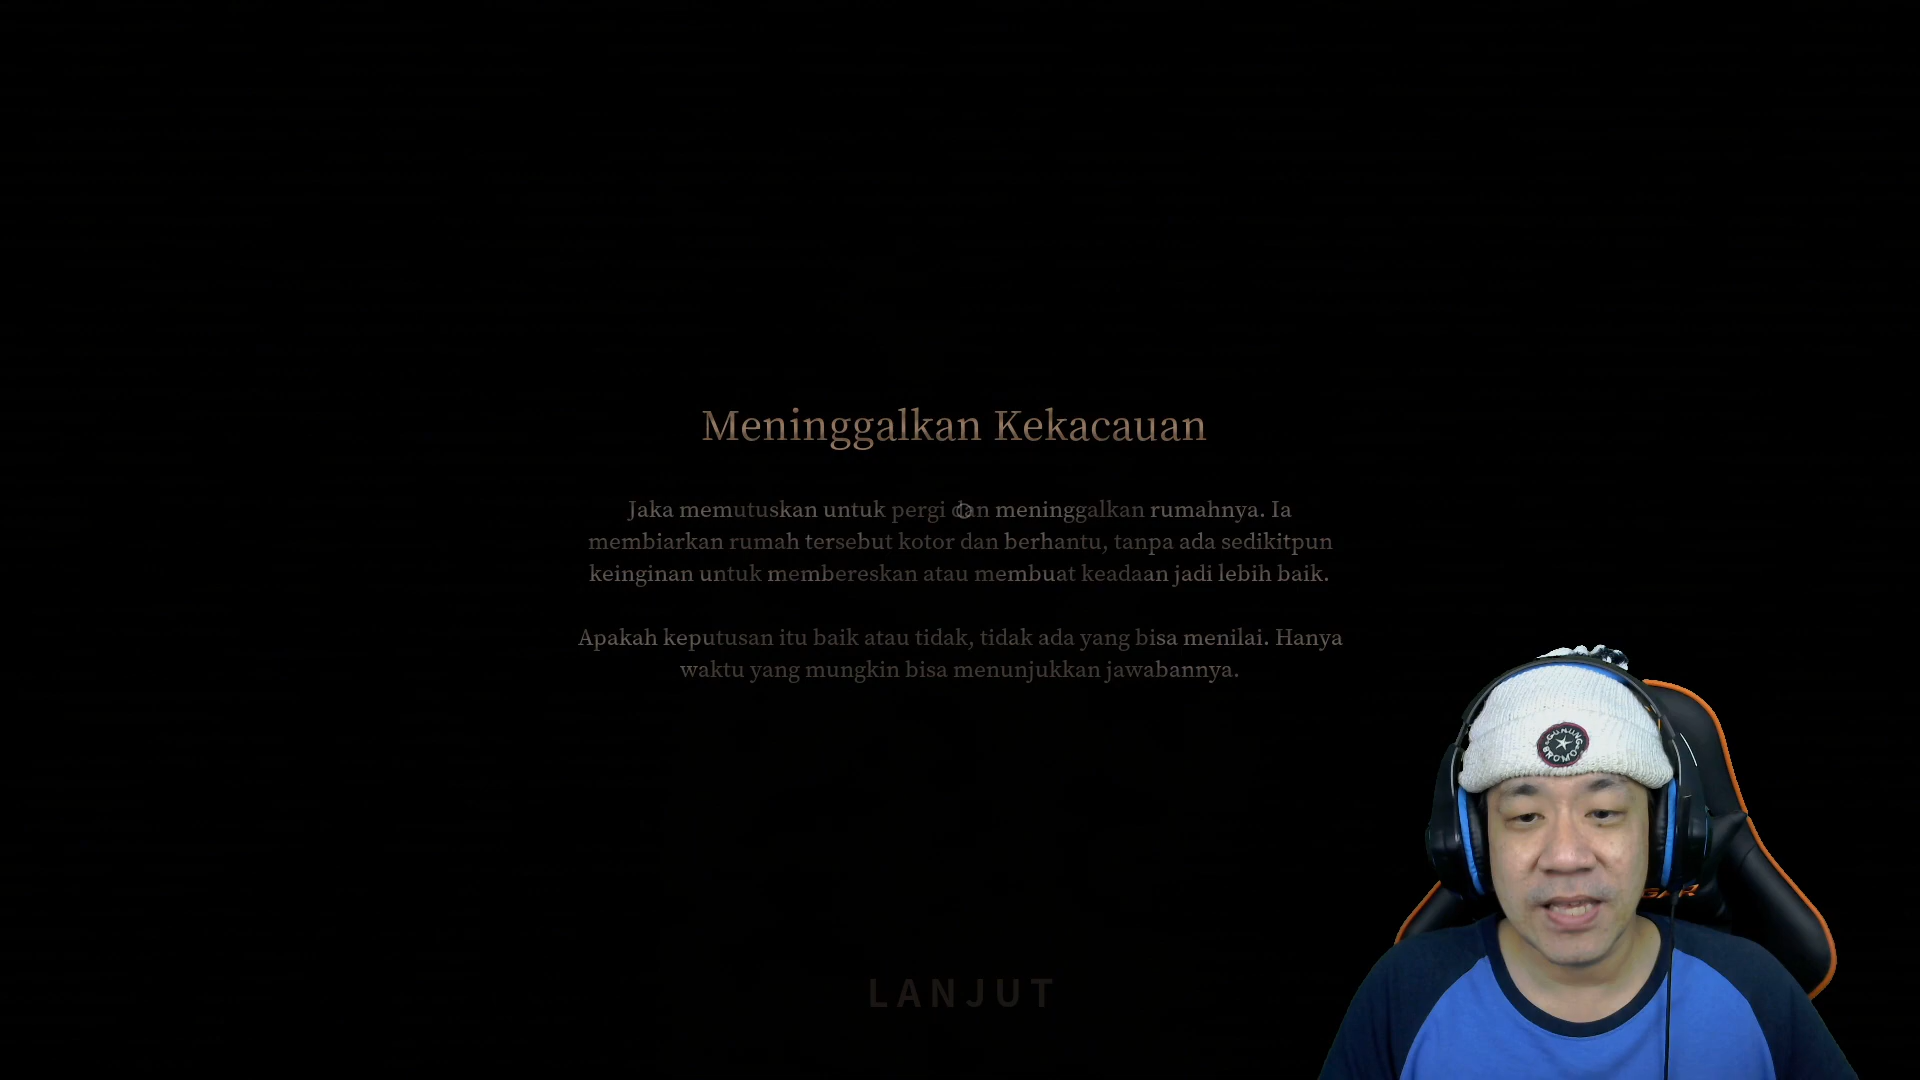 Meninggalkan Kekacauan
Jaka memutuskan untuk pergi dan meninggalkan rumahnya. Ia
membiarkan rumah tersebut kotor dan berhantu, tanpa ada sedikitpun
keinginan untuk membereskan atau membuat keadaan jadi lebih baik.
Apakah keputusan itu baik atau tidak, tidak ada yang bisa menilai. Hanya
waktu yang mungkin bisa menunjukkan jawabannya.
GUNUNG
BROMO
LANJUT